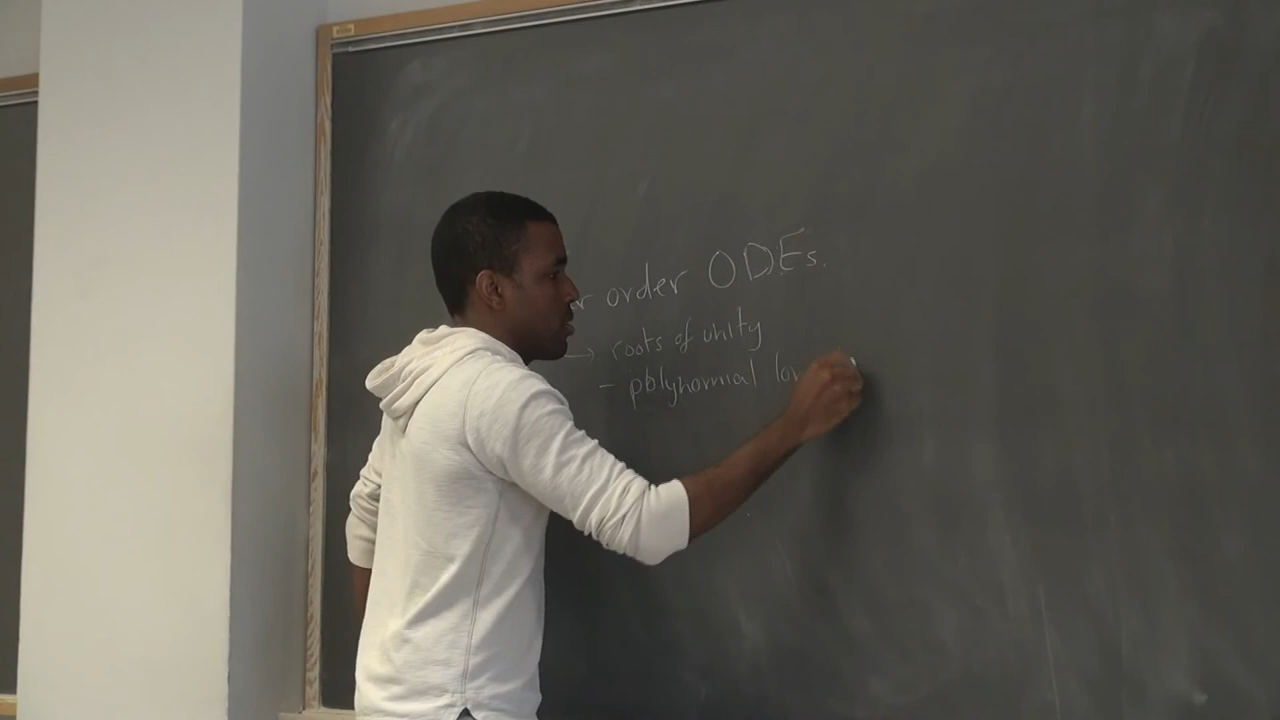 order ODEs.
→ roots of unity
- polynomial